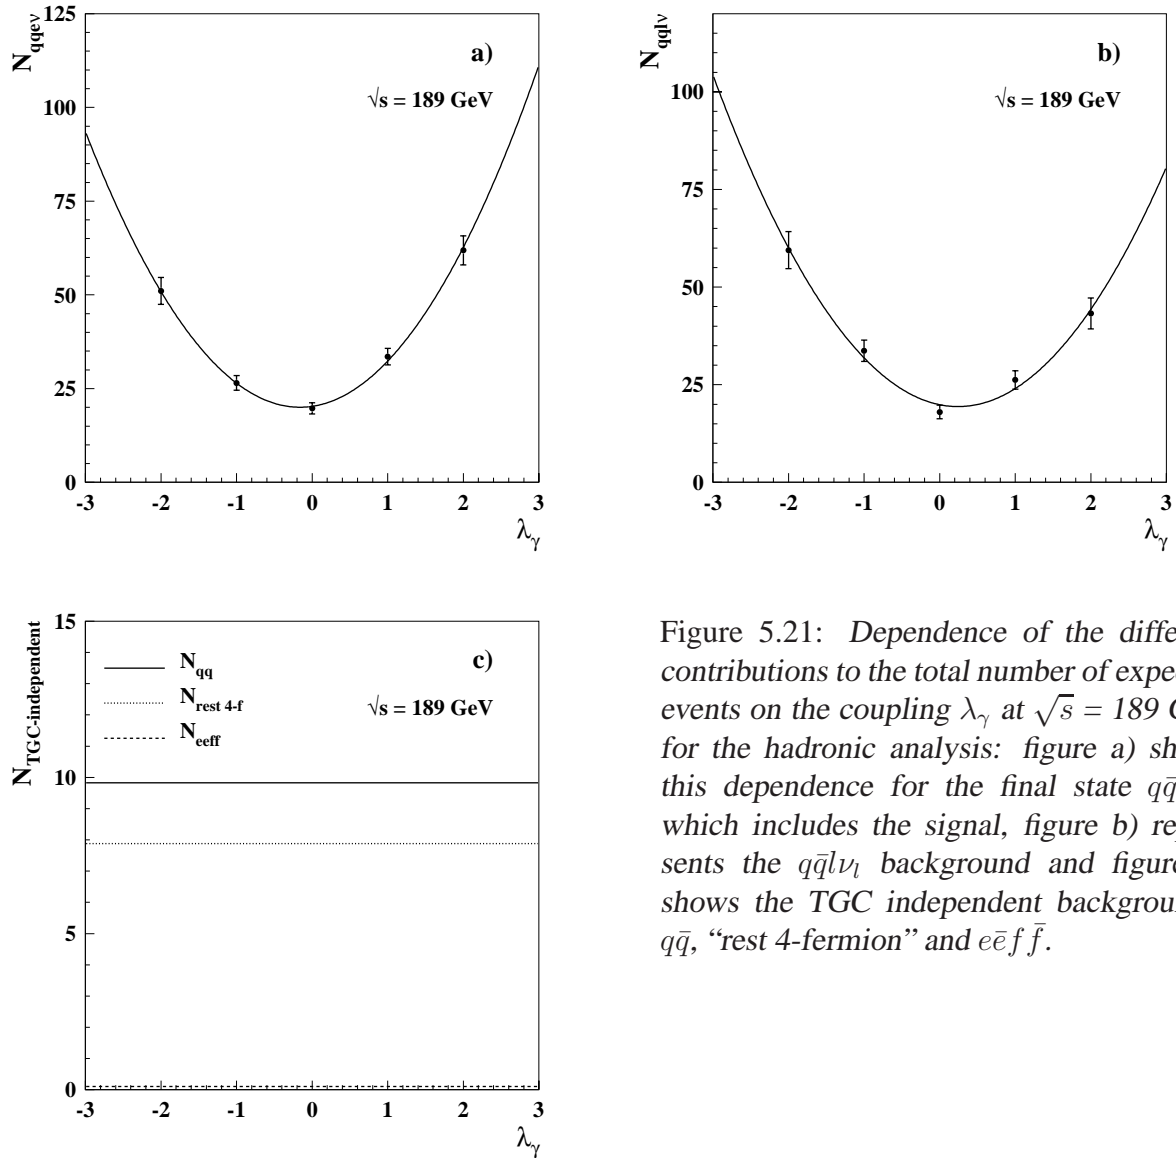 N_qqeν
125
100
75
50
25
0
a)
√s = 189 GeV
-3 -2 -1 0 1 2 3
λ_γ
N_qqlν
100
75
50
25
0
b)
√s = 189 GeV
-3 -2 -1 0 1 2 3
λ_γ
N_TGC-independent
15
10
5
0
N_qq
N_rest 4-f
N_eeff
c)
√s = 189 GeV
-3 -2 -1 0 1 2 3
λ_γ
Figure 5.21: Dependence of the diffe
contributions to the total number of expe
events on the coupling λ_γ at √s = 189 G
for the hadronic analysis: figure a) sh
this dependence for the final state qq̄
which includes the signal, figure b) rep
sents the qq̄lν_l background and figure
shows the TGC independent backgroun
qq̄, “rest 4-fermion” and eēff̄.